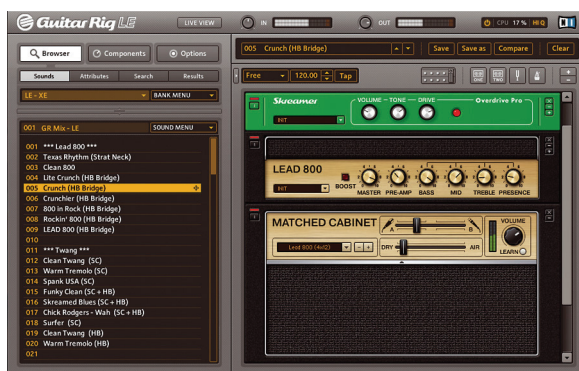 Guitar Rig LE
LIVE VIEW
IN
OUT
CPU 17 % HI Q
Browser
Components
Options
005 Crunch (HB Bridge)
Save
Save as
Compare
Clear
Sounds
Attributes
Search
Results
Free
120.00
Tap
LE - XE
BANK MENU
001 GR Mix - LE
SOUND MENU
001 *** Lead 800 ***
002 Texas Rhythm (Strat Neck)
003 Clean 800
004 Lite Crunch (HB Bridge)
005 Crunch (HB Bridge)
006 Crunchier (HB Bridge)
007 800 in Rock (HB Bridge)
008 Rockin' 800 (HB Bridge)
009 LEAD 800 (HB Bridge)
010
011 *** Twang ***
012 Clean Twang (SC)
013 Warm Tremolo (SC)
014 Spank USA (SC)
015 Funky Clean (SC + HB)
016 Skreamed Blues (SC + HB)
017 Chick Rodgers - Wah (SC + HB)
018 Surfer (SC)
019 Clean Twang (HB)
020 Warm Tremolo (HB)
021
Skreamer
VOLUME - TONE - DRIVE
Overdrive Pro
INIT
LEAD 800
INIT
BOOST
MASTER PRE-AMP BASS MID TREBLE PRESENCE
MATCHED CABINET
A
B
VOLUME
Lead 800 (4x12)
DRY
AIR
LEARN